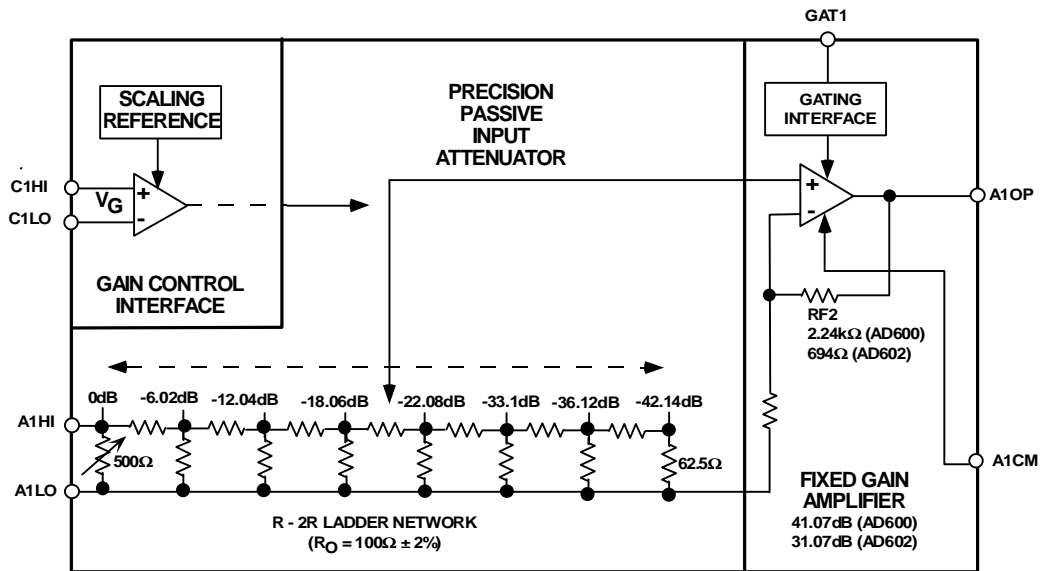 GAT1
SCALING
REFERENCE
PRECISION
PASSIVE
INPUT
ATTENUATOR
GATING
INTERFACE
C1HI
VG
+
-
C1LO
+
-
A1OP
GAIN CONTROL
INTERFACE
RF2
2.24kΩ (AD600)
694Ω (AD602)
0dB
-6.02dB
-12.04dB
-18.06dB
-22.08dB
-33.1dB
-36.12dB
-42.14dB
A1HI
500Ω
62.5Ω
A1LO
A1CM
R - 2R LADDER NETWORK
(RO = 100Ω ± 2%)
FIXED GAIN
AMPLIFIER
41.07dB (AD600)
31.07dB (AD602)